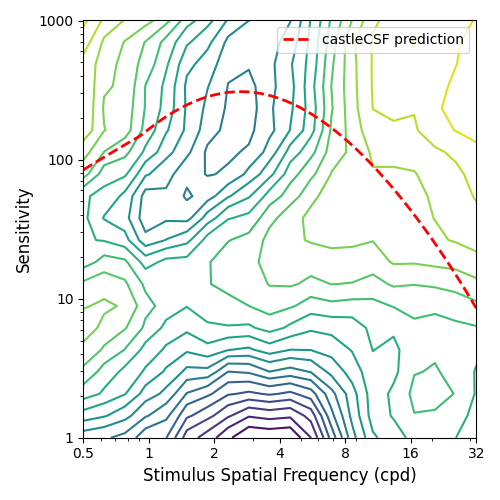 castleCSF prediction
Sensitivity
1000
100
10
1
0.5 1 2 4 8 16 32
Stimulus Spatial Frequency (cpd)